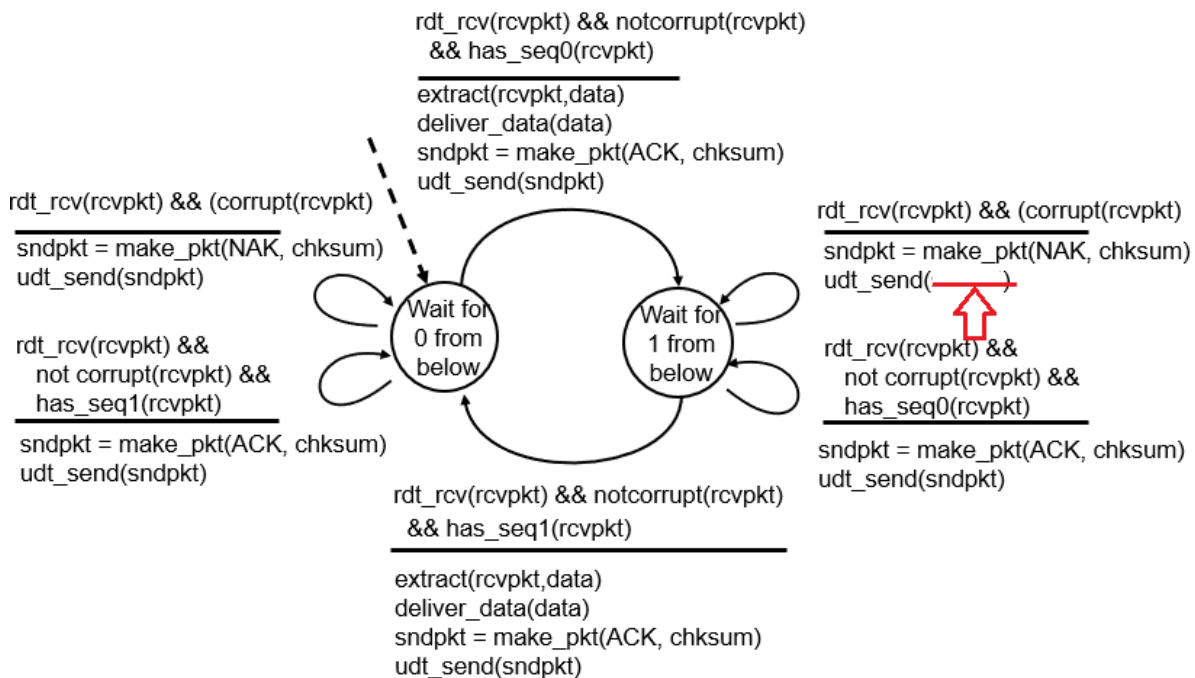 rdt_rcv(rcvpkt) && notcorrupt(rcvpkt)
&& has_seq0(rcvpkt)
extract(rcvpkt,data)
deliver_data(data)
sndpkt = make_pkt(ACK, chksum)
udt_send(sndpkt)
rdt_rcv(rcvpkt) && (corrupt(rcvpkt)
sndpkt = make_pkt(NAK, chksum)
udt_send(sndpkt)
rdt_rcv(rcvpkt) &&
not corrupt(rcvpkt) &&
has_seq1(rcvpkt)
sndpkt = make_pkt(ACK, chksum)
udt_send(sndpkt)
Wait for
0 from
below
Wait for
1 from
below
rdt_rcv(rcvpkt) && (corrupt(rcvpkt)
sndpkt = make_pkt(NAK, chksum)
udt_send( )
rdt_rcv(rcvpkt) &&
not corrupt(rcvpkt) &&
has_seq0(rcvpkt)
sndpkt = make_pkt(ACK, chksum)
udt_send(sndpkt)
rdt_rcv(rcvpkt) && notcorrupt(rcvpkt)
&& has_seq1(rcvpkt)
extract(rcvpkt,data)
deliver_data(data)
sndpkt = make_pkt(ACK, chksum)
udt_send(sndpkt)